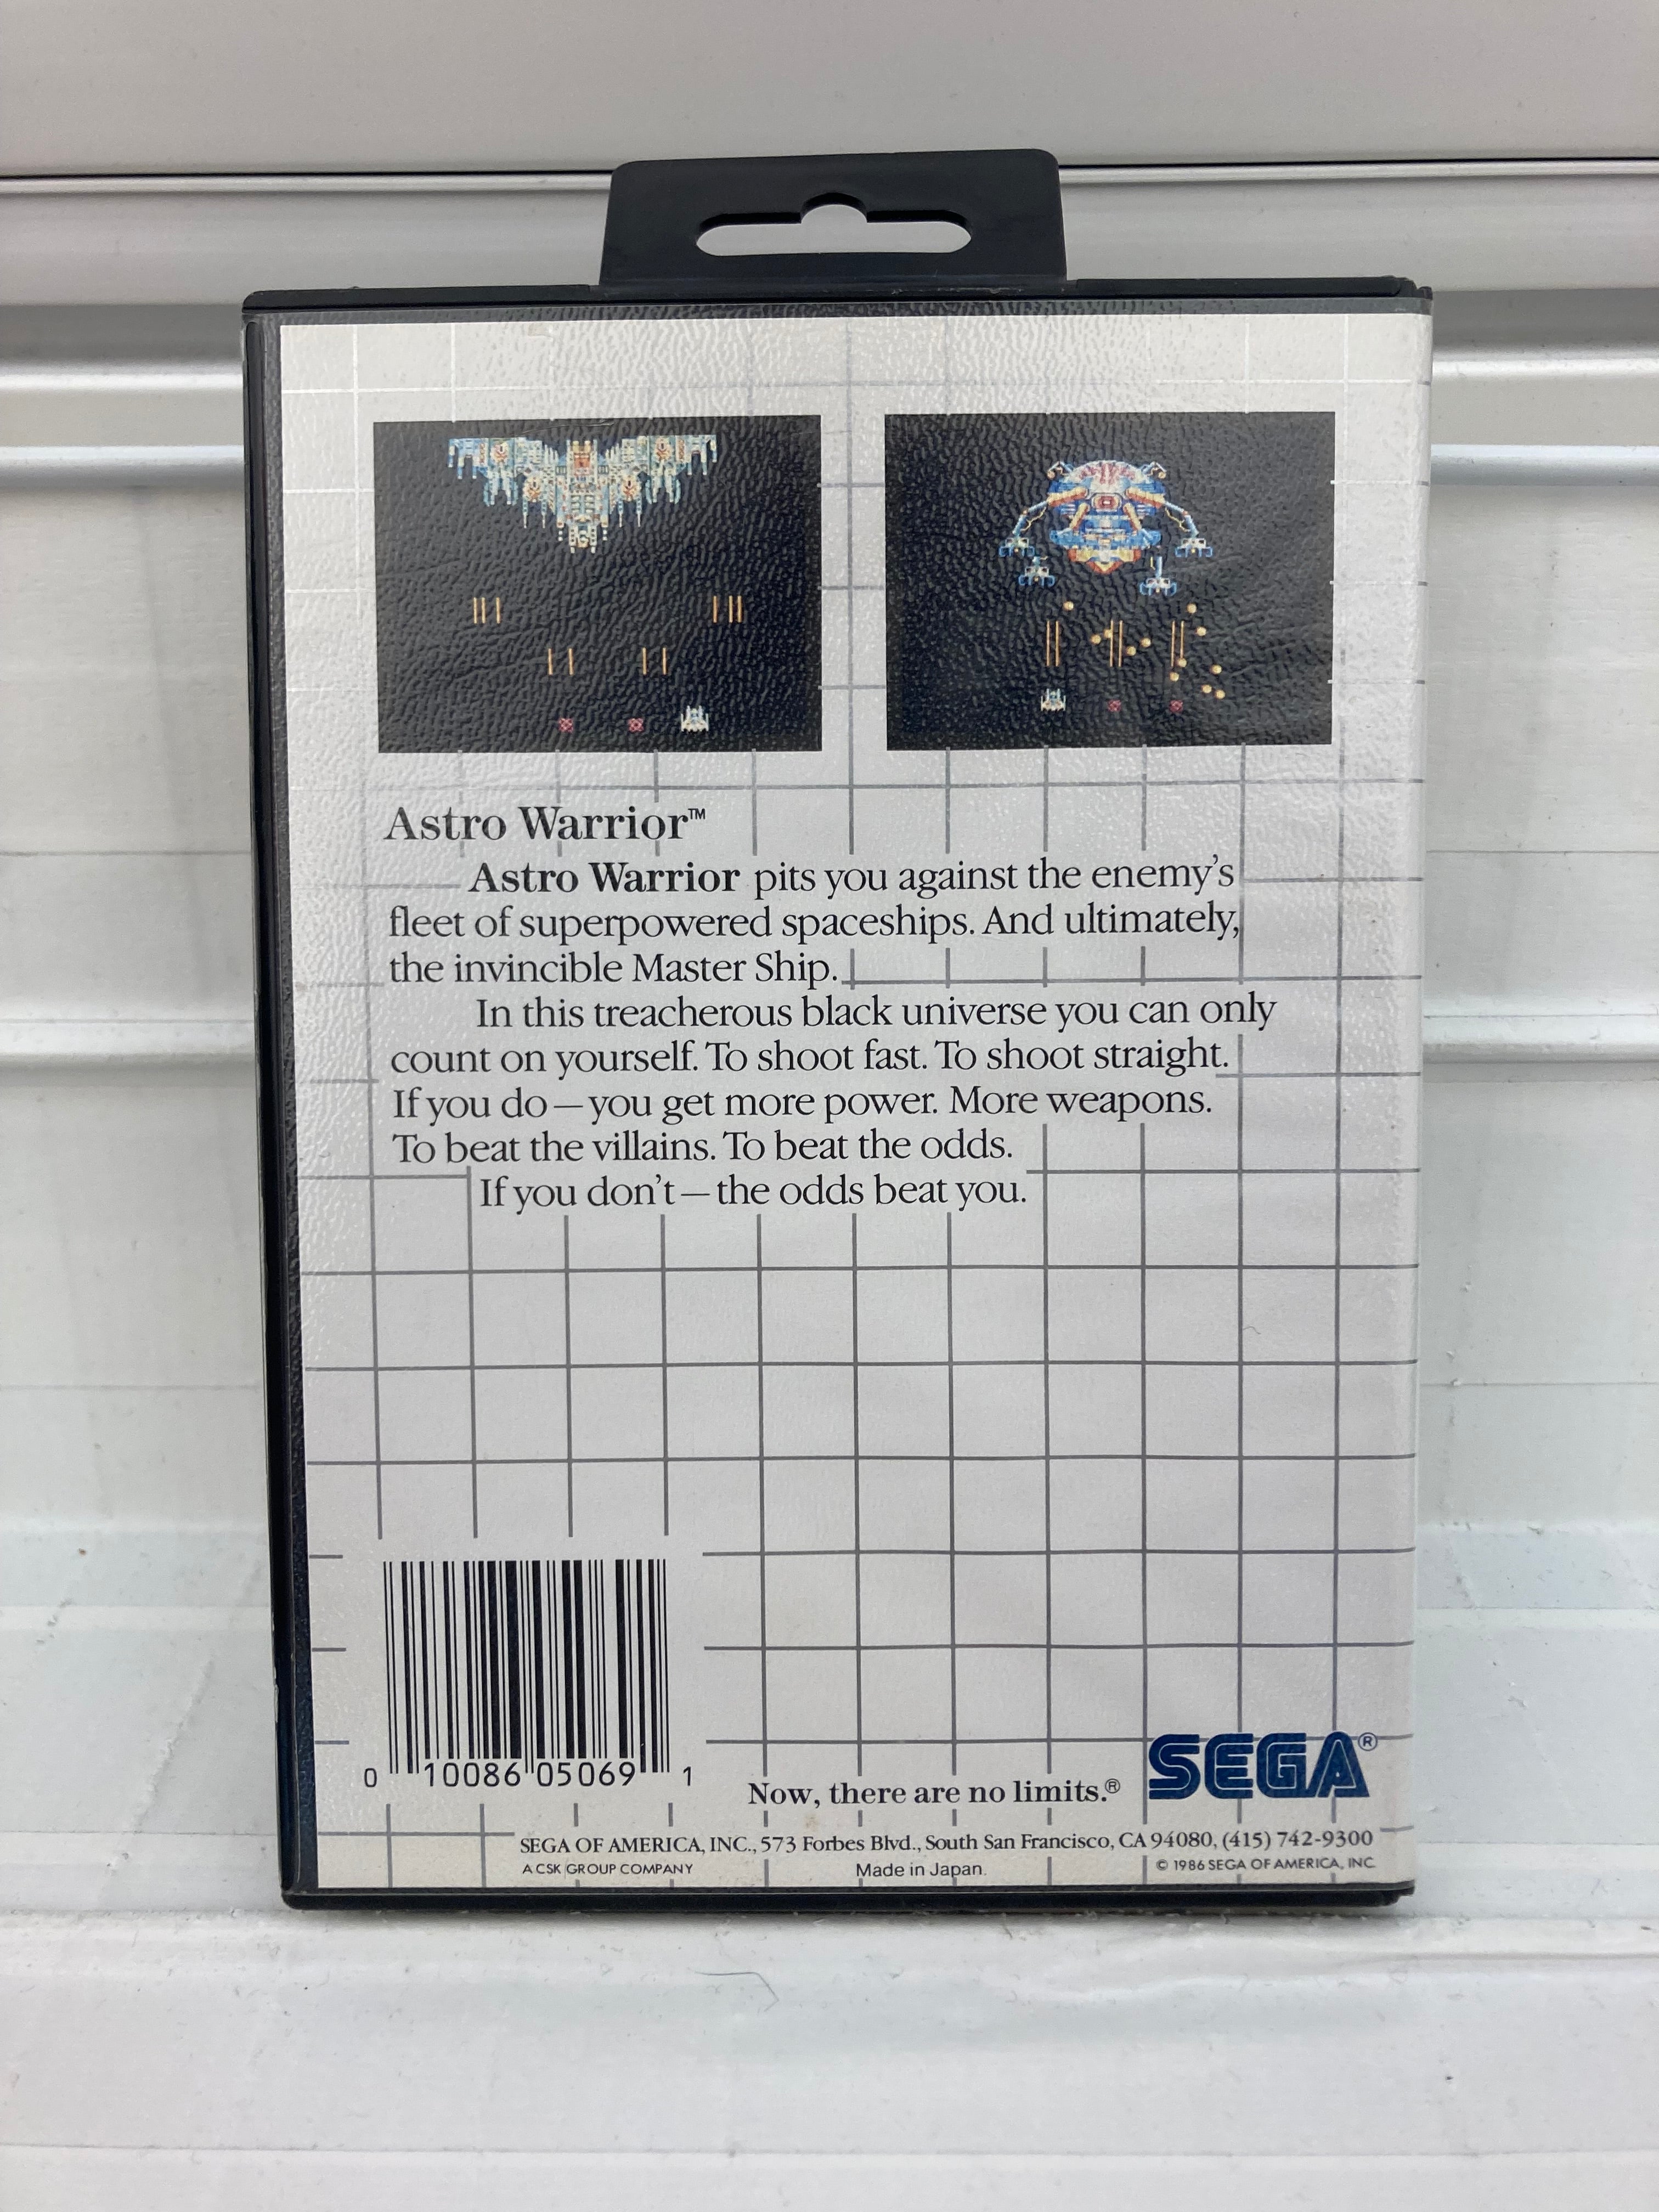 Astro Warrior™
Astro Warrior pits you against the enemy's
fleet of superpowered spaceships. And ultimately,
the invincible Master Ship.
In this treacherous black universe you can only
count on yourself. To shoot fast. To shoot straight.
If you do—you get more power. More weapons.
To beat the villains. To beat the odds.
If you don't—the odds beat you.
0 10086 05069 1
Now, there are no limits.® SEGA®
SEGA OF AMERICA, INC., 573 Forbes Blvd., South San Francisco, CA 94080, (415) 742-9300
A CSK GROUP COMPANY Made in Japan. © 1986 SEGA OF AMERICA, INC.